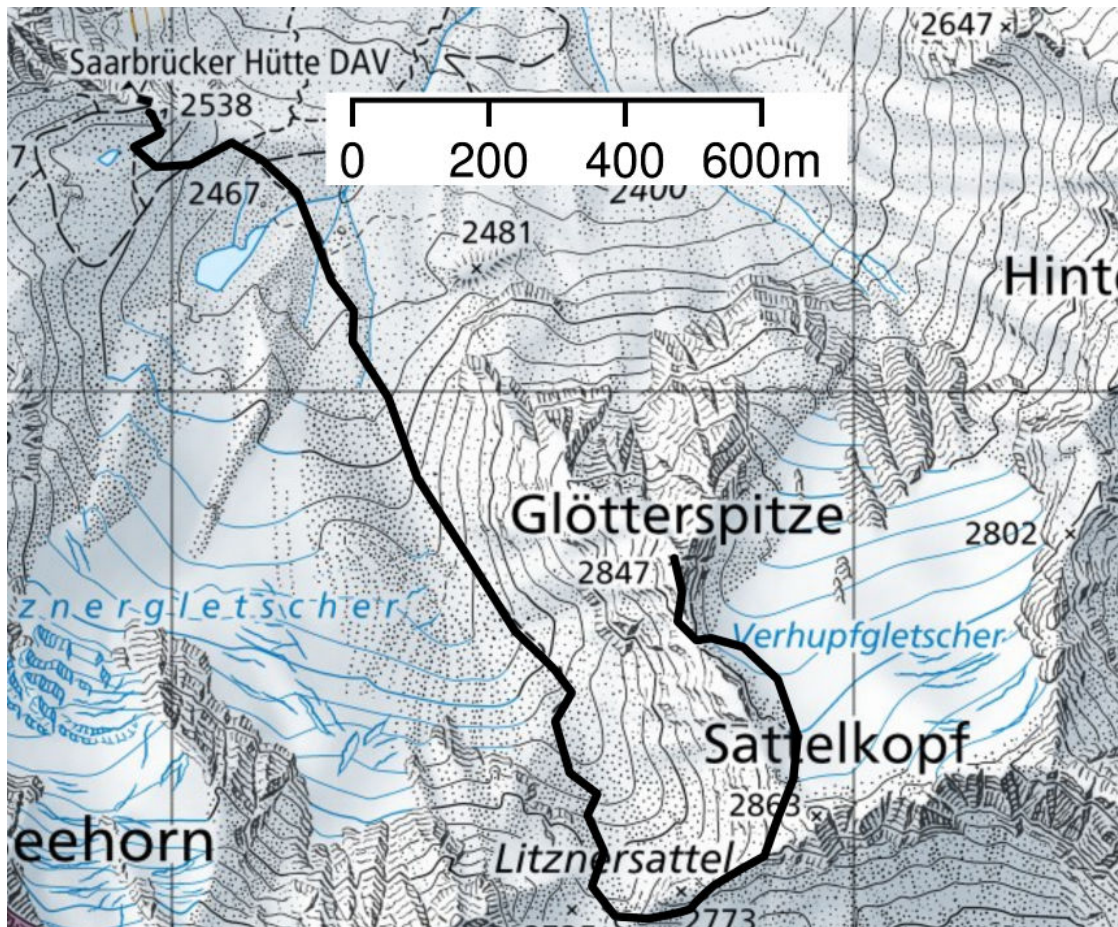 2647
Saarbrücker Hütte DAV
2538
0 200 400 600m
7
2467
2400
2481
Hint
Glötterspitze
2802
2847
znergletscher
Verhupfgletscher
Sattelkopf
2863
eehorn
Litznersattel
2773